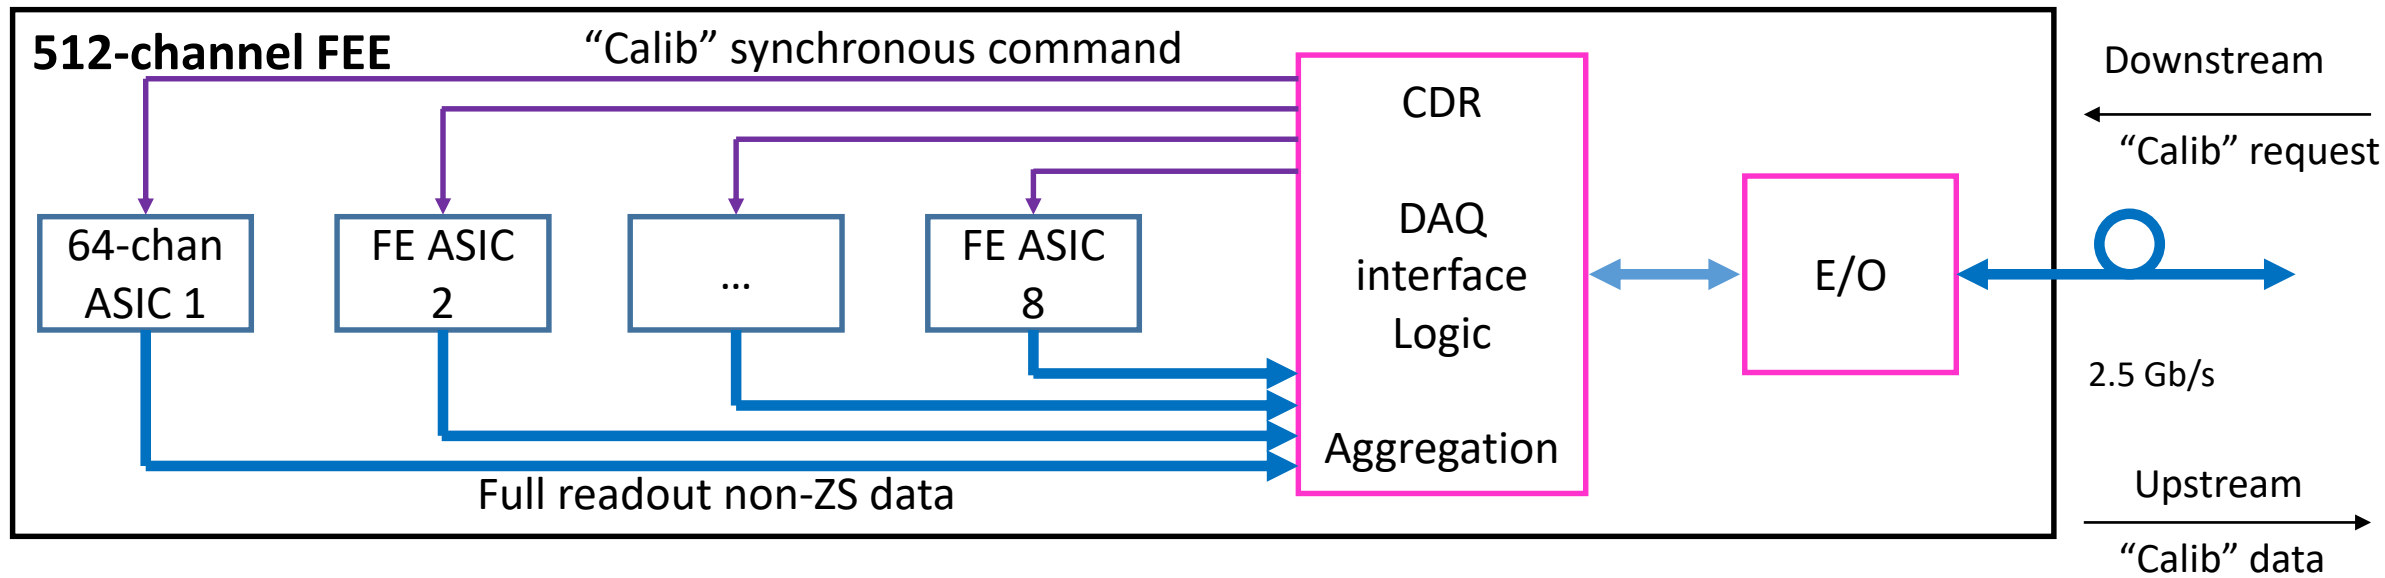 512-channel FEE
“Calib” synchronous command
CDR
DAQ
interface
Logic
Aggregation
64-chan
ASIC 1
FE ASIC
2
...
FE ASIC
8
Full readout non-ZS data
E/O
Downstream
“Calib” request
2.5 Gb/s
Upstream
“Calib” data